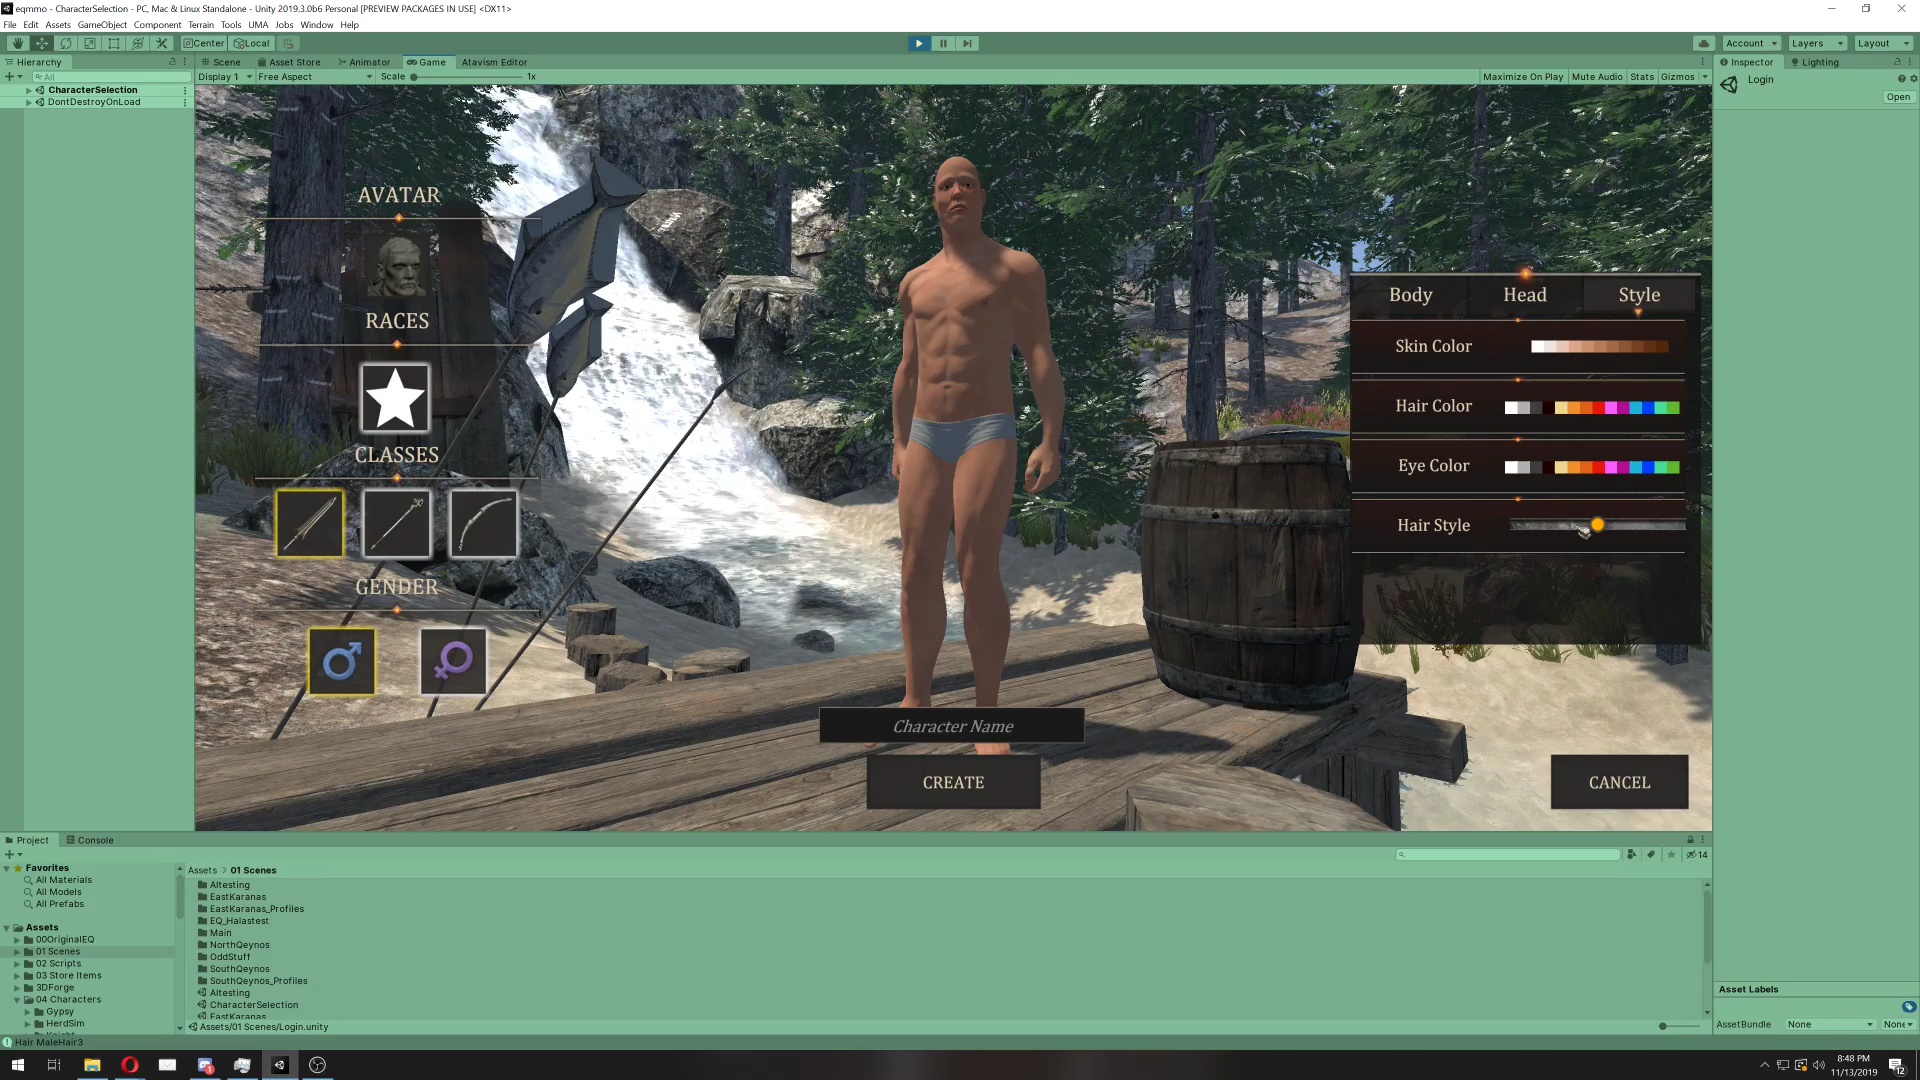 eqmmo - CharacterSelection - PC, Mac & Linux Standalone - Unity 2019.3.0b6 Personal [PREVIEW PACKAGES IN USE] <DX11>
File Edit Assets GameObject Component Terrain Tools UMA Jobs Window Help
Center Local Account Layers Layout
Hierarchy Scene Asset Store Animator Game Atavism Editor Inspector Lighting
All Display 1 Free Aspect Scale 1x Maximize On Play Mute Audio Stats Gizmos Login
CharacterSelection Open
DontDestroyOnLoad
AVATAR
RACES
CLASSES
GENDER
Body Head Style
Skin Color
Hair Color
Eye Color
Hair Style
Character Name
CREATE
CANCEL
Project Console
14
Favorites
All Materials
All Models
All Prefabs
Assets
00OriginalEQ
01 Scenes
02 Scripts
03 Store Items
3DForge
04 Characters
Gypsy
HerdSim
Assets > 01 Scenes
Altesting
EastKaranas
EastKaranas_Profiles
EQ_Halastest
Main
NorthQeynos
OddStuff
SouthQeynos
SouthQeynos_Profiles
Altesting
CharacterSelection
EastKaranas
Assets/01 Scenes/Login.unity
Asset Labels
AssetBundle None None
Hair MaleHair3
8:48 PM
11/13/2019
12